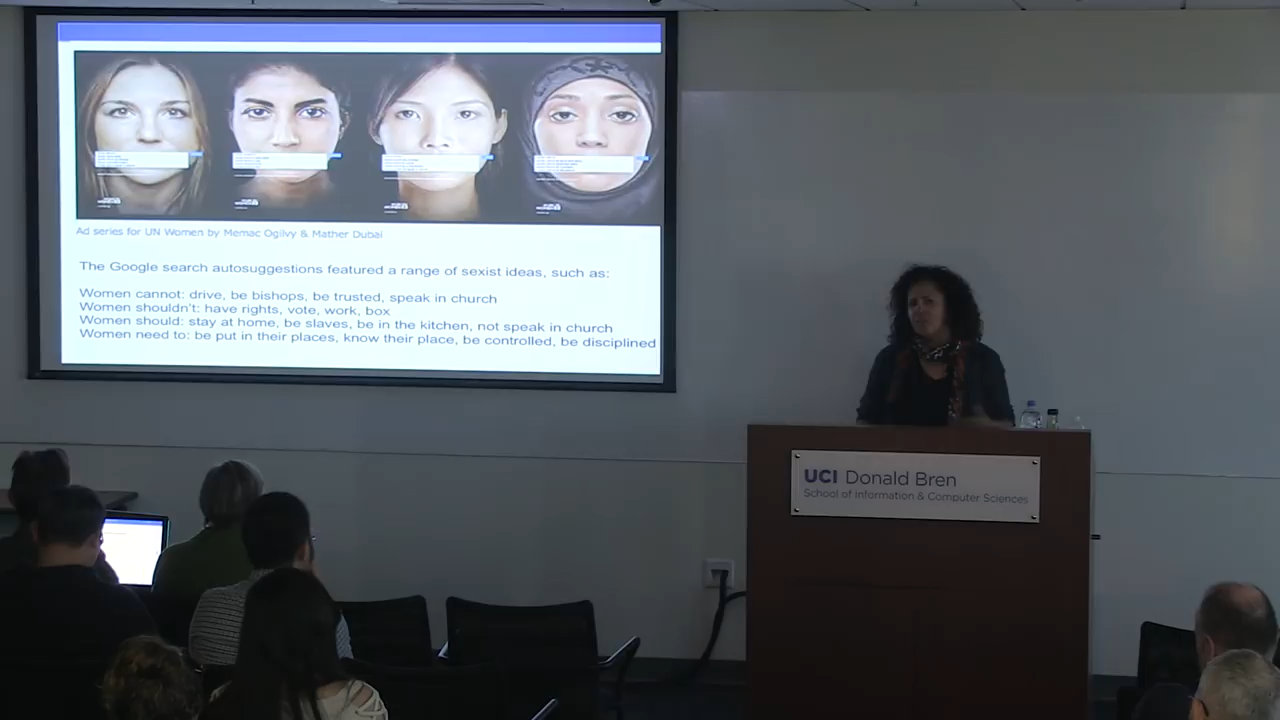 Ad series for UN Women by Memac Ogilvy & Mather Dubai
The Google search autosuggestions featured a range of sexist ideas, such as:
Women cannot: drive, be bishops, be trusted, speak in church
Women shouldn't: have rights, vote, work, box
Women should: stay at home, be slaves, be in the kitchen, not speak in church
Women need to: be put in their places, know their place, be controlled, be disciplined
UCI Donald Bren
School of Information & Computer Sciences